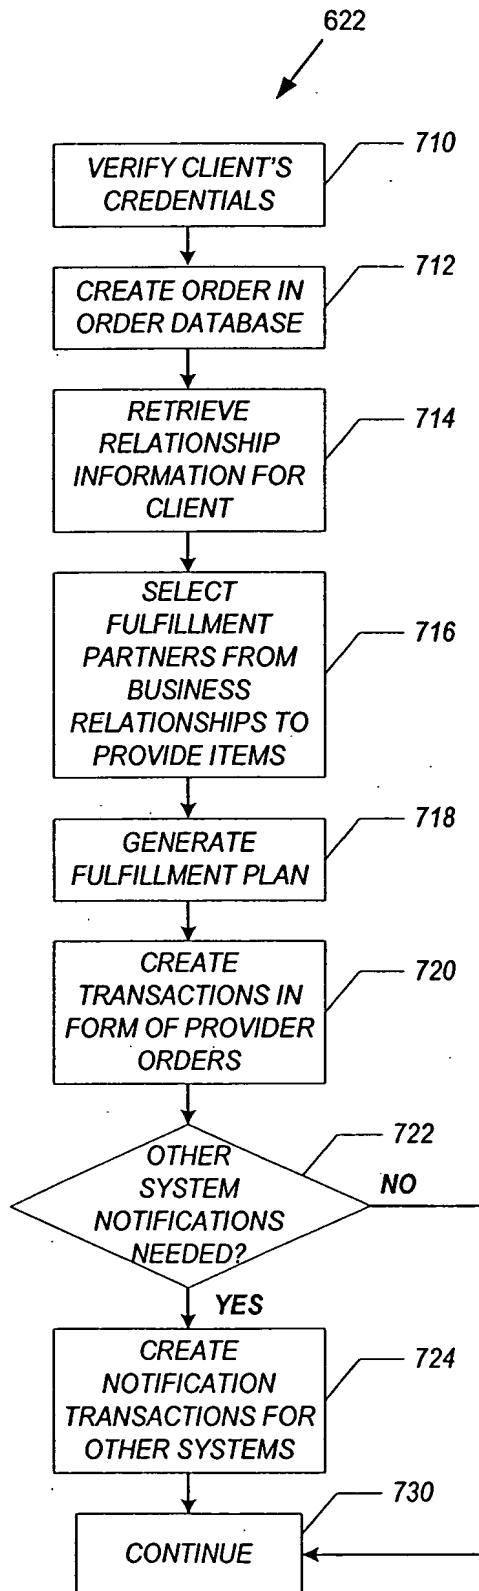 622
710
VERIFY CLIENT'S
CREDENTIALS
712
CREATE ORDER IN
ORDER DATABASE
714
RETRIEVE
RELATIONSHIP
INFORMATION FOR
CLIENT
716
SELECT
FULFILLMENT
PARTNERS FROM
BUSINESS
RELATIONSHIPS TO
PROVIDE ITEMS
718
GENERATE
FULFILLMENT PLAN
720
CREATE
TRANSACTIONS IN
FORM OF PROVIDER
ORDERS
722
OTHER
SYSTEM
NOTIFICATIONS
NEEDED?
NO
YES
724
CREATE
NOTIFICATION
TRANSACTIONS FOR
OTHER SYSTEMS
730
CONTINUE